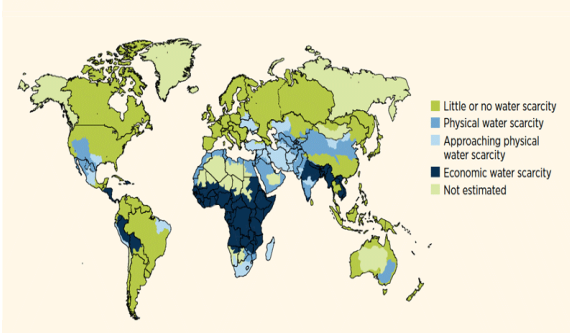 Little or no water scarcity
Physical water scarcity
Approaching physical
water scarcity
Economic water scarcity
Not estimated